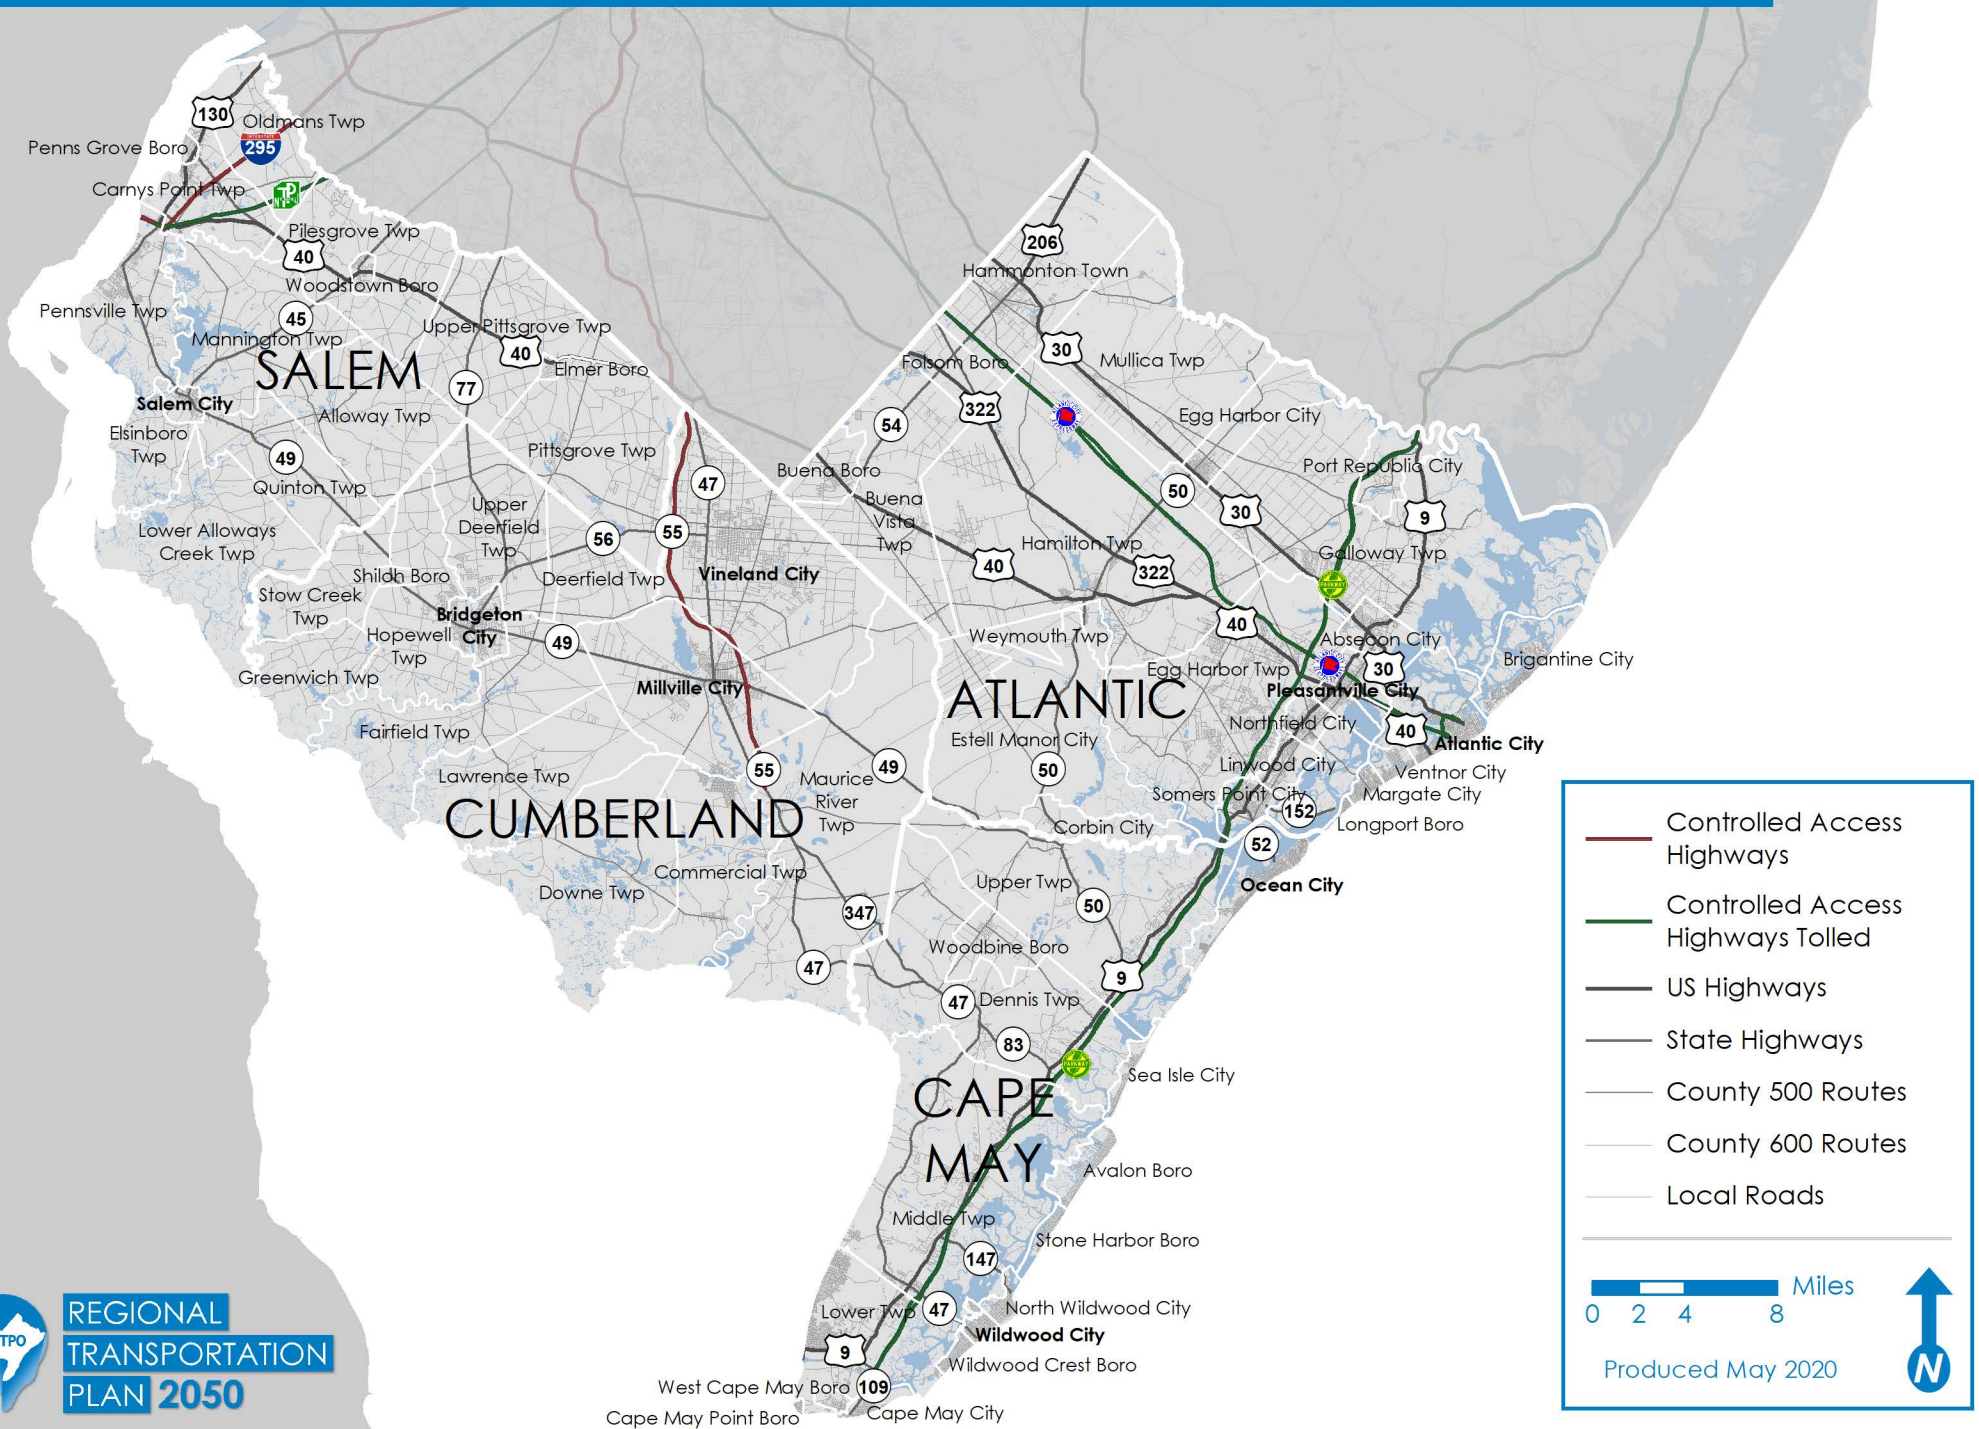 130
Oldmans Twp
INTERSTATE
295
Penns Grove Boro
Carnys Point Twp
Pilesgrove Twp
40
206
Hammonton Town
Woodstown Boro
Pennsville Twp
45
Mannington Twp
Upper Pittsgrove Twp
40
Elmer Boro
SALEM
77
Salem City
Alloway Twp
30
Mullica Twp
Folsom Boro
322
54
Egg Harbor City
Elsinboro
Twp
49
Quinton Twp
Pittsgrove Twp
47
Buena Boro
Buena
Vista
Twp
50
30
Port Republic City
9
Upper
Deerfield
Twp
Lower Alloways
Creek Twp
56
55
Hamilton Twp
322
40
Galloway Twp
PARKWAY
Shiloh Boro
Deerfield Twp
Vineland City
Stow Creek
Twp
Bridgeton
City
Hopewell
Twp
49
Weymouth Twp
40
Absecon City
Brigantine City
Greenwich Twp
Millville City
Egg Harbor Twp
30
Pleasantville City
ATLANTIC
Northfield City
40
Atlantic City
Fairfield Twp
Estell Manor City
50
Linwood City
Ventnor City
Margate City
Lawrence Twp
55
Maurice
River
Twp
49
Somers Point City
152
Longport Boro
CUMBERLAND
Corbin City
52
Ocean City
Commercial Twp
Downe Twp
Upper Twp
50
347
Woodbine Boro
47
9
47
Dennis Twp
83
PARKWAY
Sea Isle City
CAPE
MAY
Avalon Boro
Middle Twp
Stone Harbor Boro
147
Lower Twp
47
North Wildwood City
Wildwood City
9
Wildwood Crest Boro
West Cape May Boro
109
Cape May Point Boro
Cape May City
Controlled Access
Highways
Controlled Access
Highways Tolled
US Highways
State Highways
County 500 Routes
County 600 Routes
Local Roads
Miles
0 2 4 8
Produced May 2020
N
TPO
REGIONAL
TRANSPORTATION
PLAN 2050